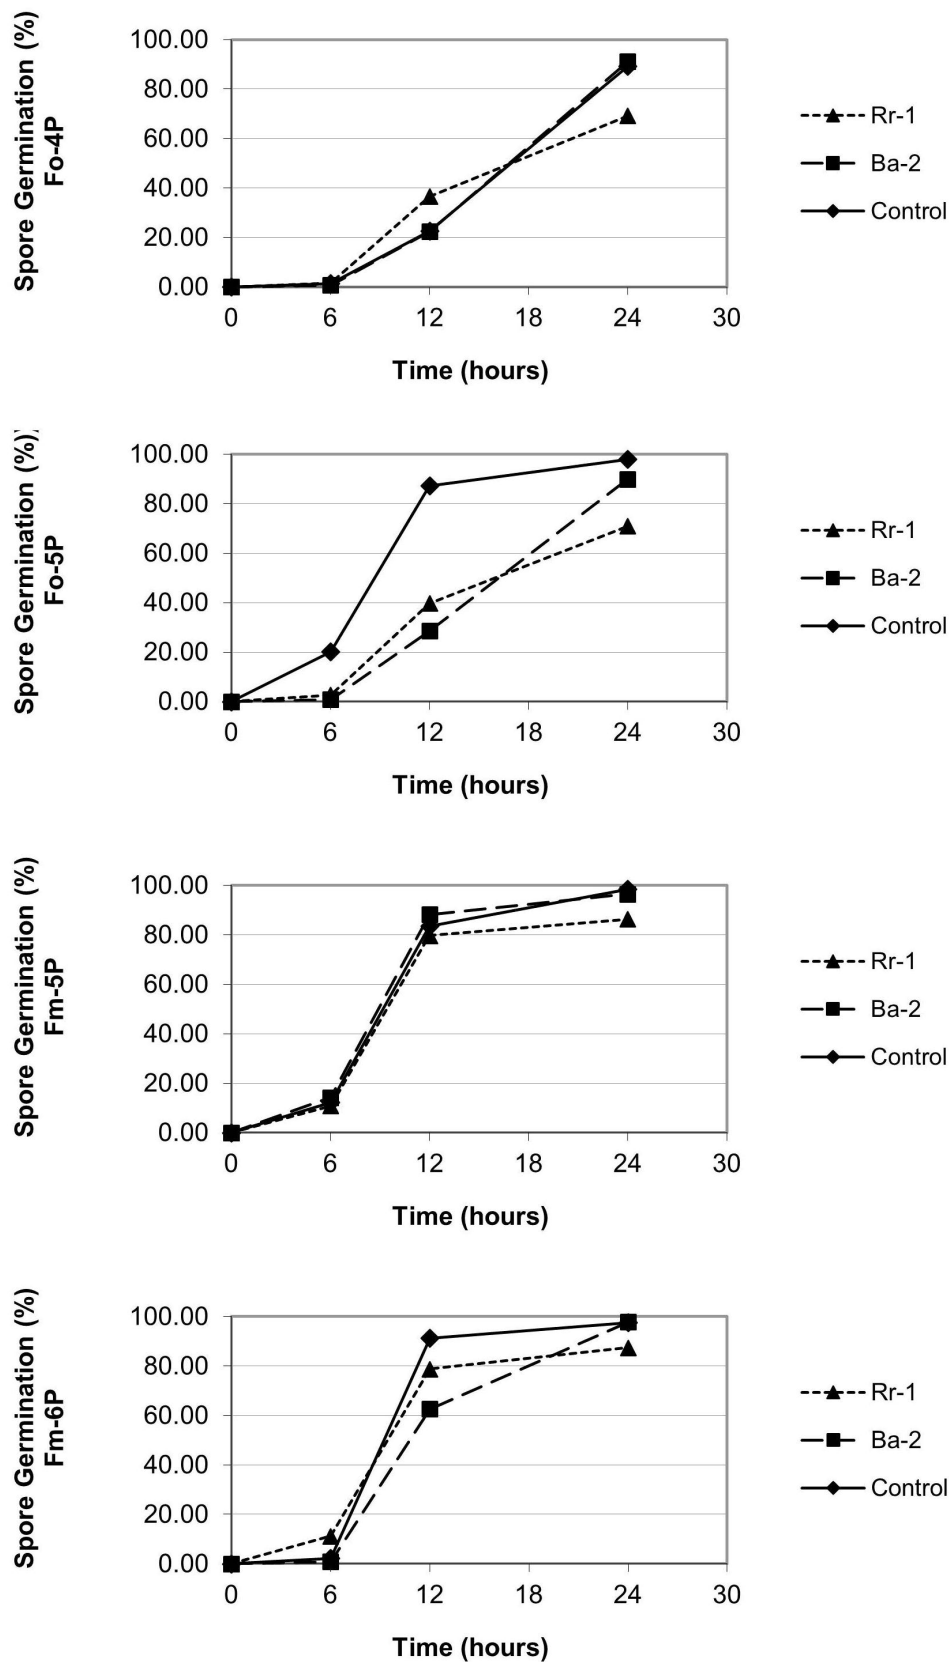 Spore Germination (%)
Fo-4P
100.00
80.00
60.00
40.00
20.00
0.00
0 6 12 18 24 30
Time (hours)
Rr-1
Ba-2
Control
Spore Germination (%)
Fo-5P
100.00
80.00
60.00
40.00
20.00
0.00
0 6 12 18 24 30
Time (hours)
Rr-1
Ba-2
Control
Spore Germination (%)
Fm-5P
100.00
80.00
60.00
40.00
20.00
0.00
0 6 12 18 24 30
Time (hours)
Rr-1
Ba-2
Control
Spore Germination (%)
Fm-6P
100.00
80.00
60.00
40.00
20.00
0.00
0 6 12 18 24 30
Time (hours)
Rr-1
Ba-2
Control